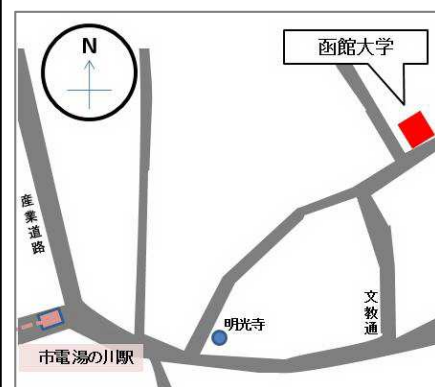 N
函館大学
産業道路
文教通
明光寺
市電湯の川駅